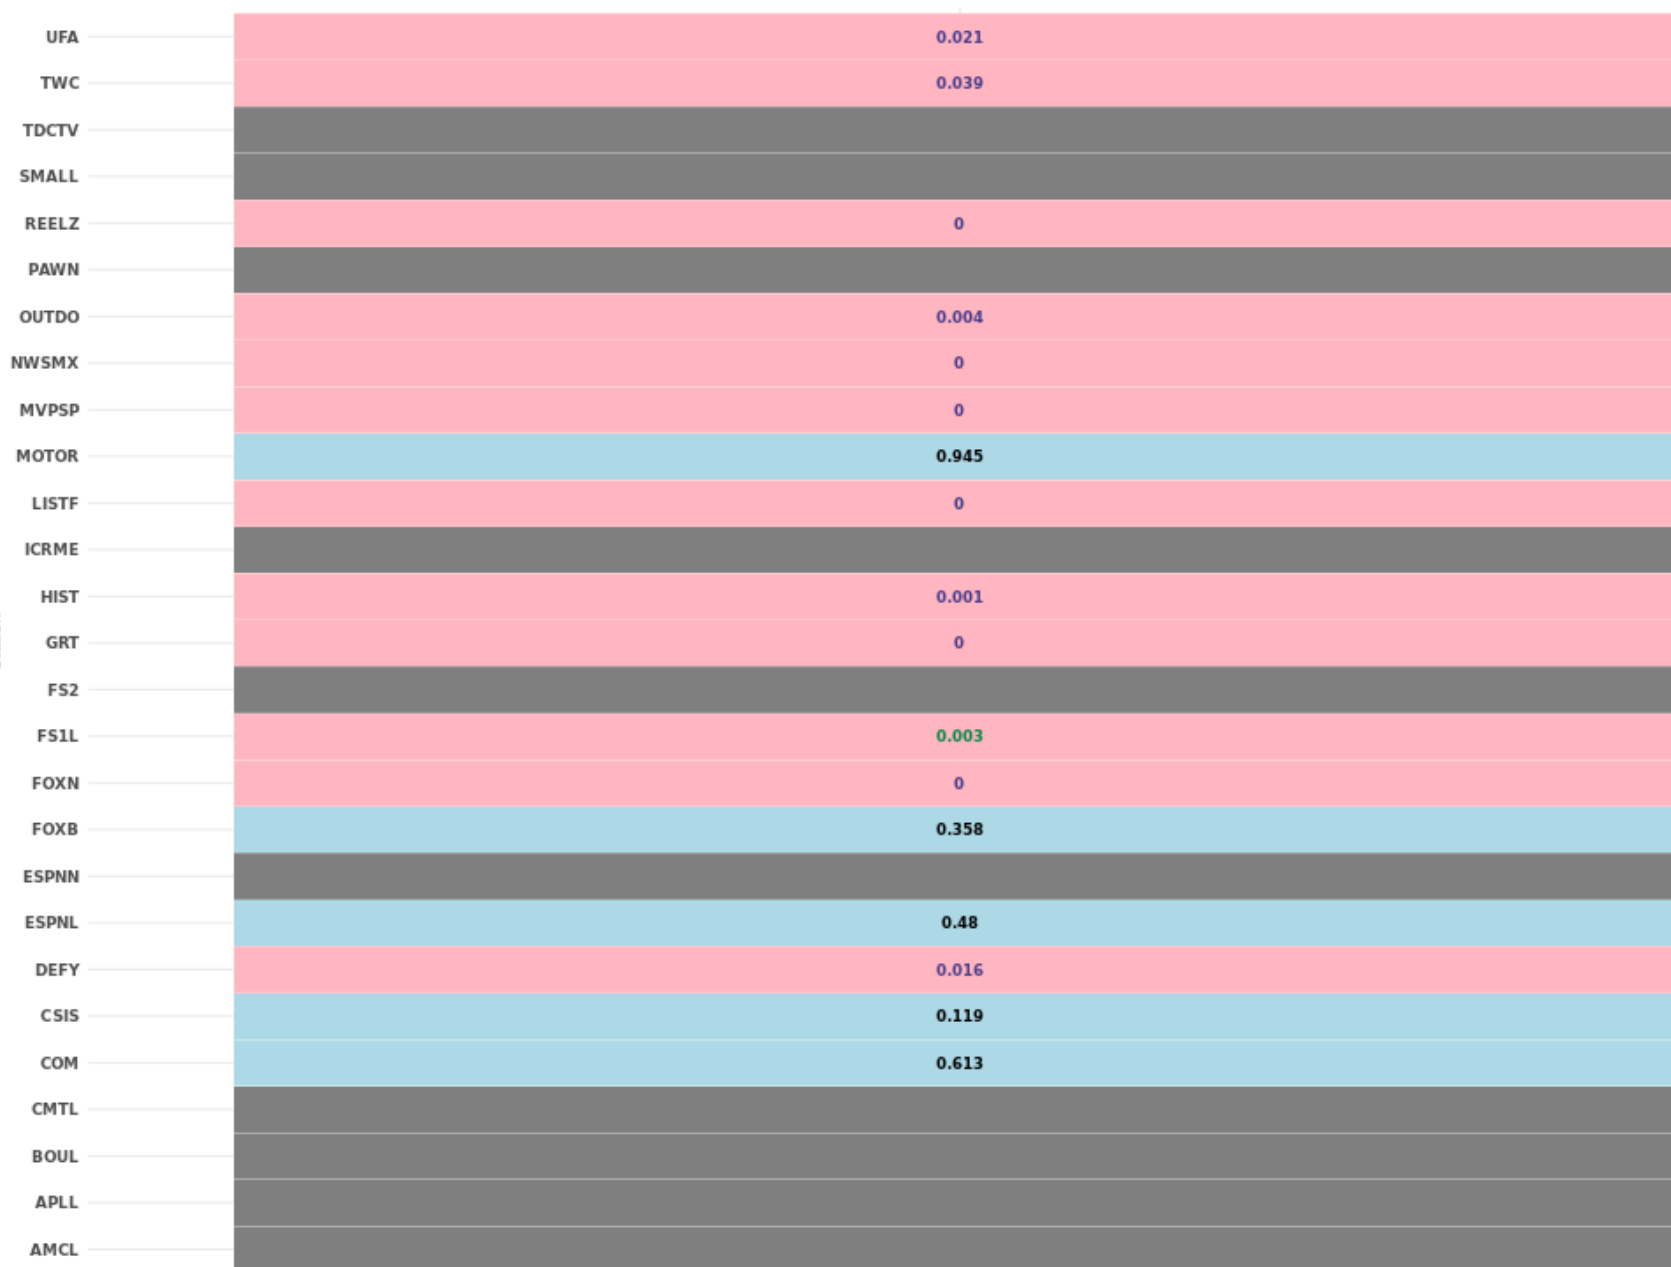 UFA 0.021
TWC 0.039
TDCTV
SMALL
REELZ 0
PAWN
OUTDO 0.004
NWSMX 0
MVPSP 0
MOTOR 0.945
LISTF 0
ICRME
HIST 0.001
GRT 0
FS2
FS1L 0.003
FOXN 0
FOXB 0.358
ESPNN
ESPNL 0.48
DEFY 0.016
CSIS 0.119
COM 0.613
CMTL
BOUL
APLL
AMCL